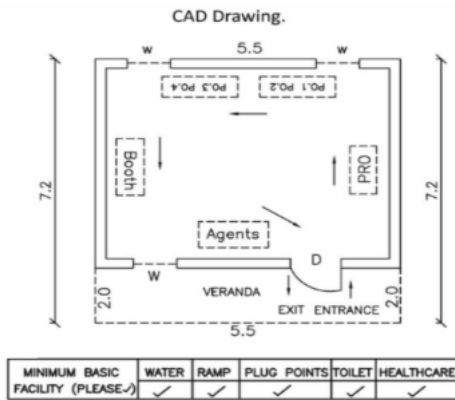 CAD Drawing.
W 5.5 W
PO.4 PO.3 PO.2 PO.1
7.2
Booth
PRO
7.2
Agents
D
W
2.0
VERANDA
EXIT ENTRANCE
2.0
5.5
MINIMUM BASIC FACILITY (PLEASE✓) WATER RAMP PLUG POINTS TOILET HEALTHCARE
✓ ✓ ✓ ✓ ✓